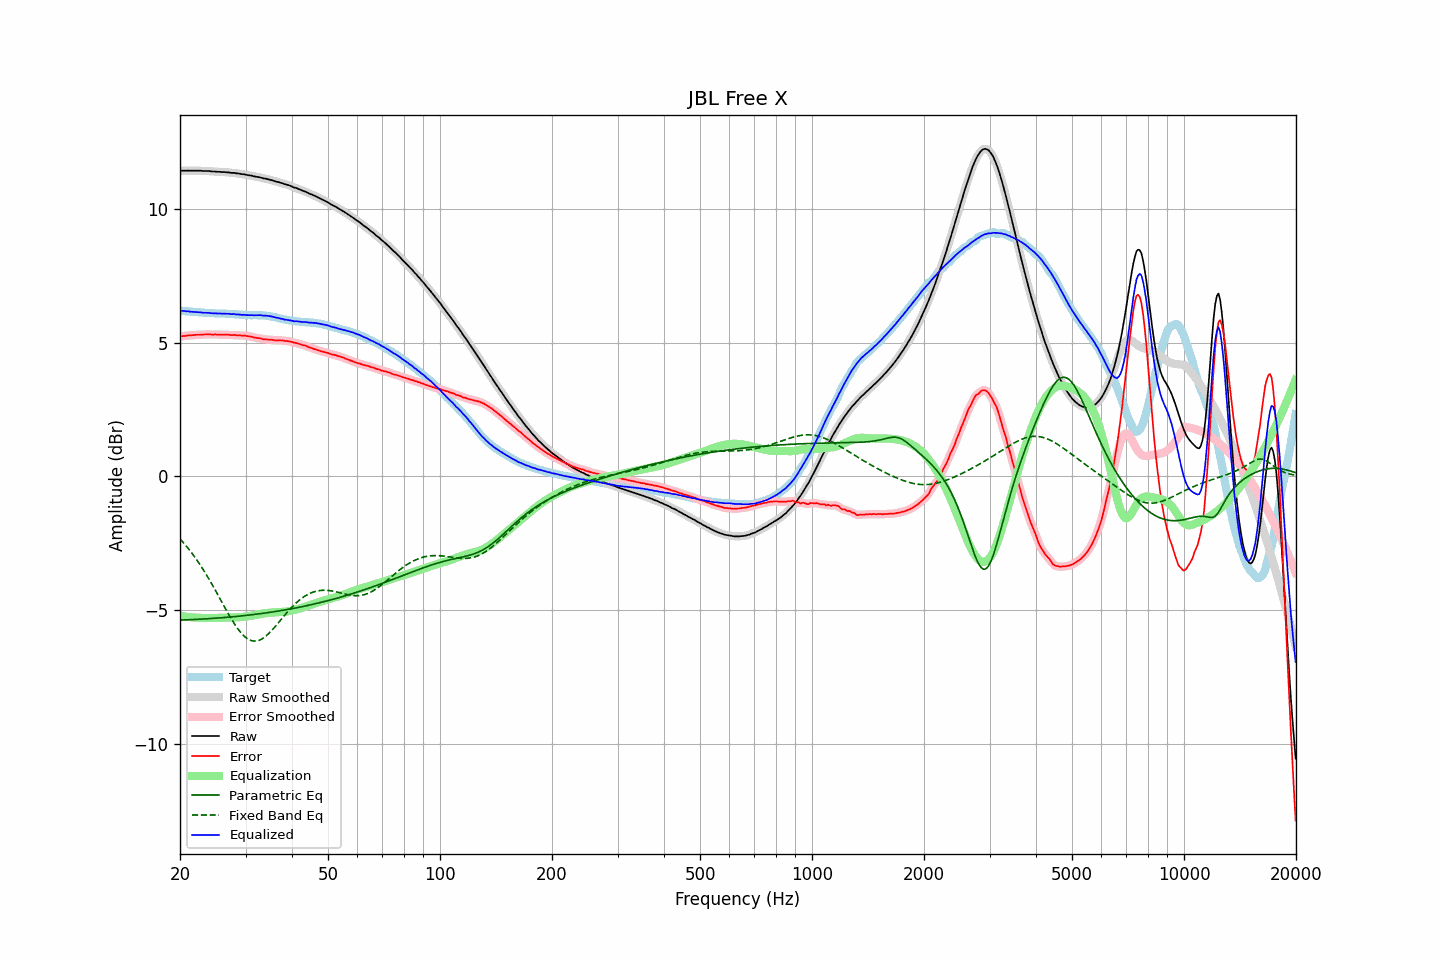 JBL Free X
Amplitude (dBr)
10
5
0
−5
−10
Target
Raw Smoothed
Error Smoothed
Raw
Error
Equalization
Parametric Eq
Fixed Band Eq
Equalized
20
50
100
200
500
1000
2000
5000
10000
20000
Frequency (Hz)